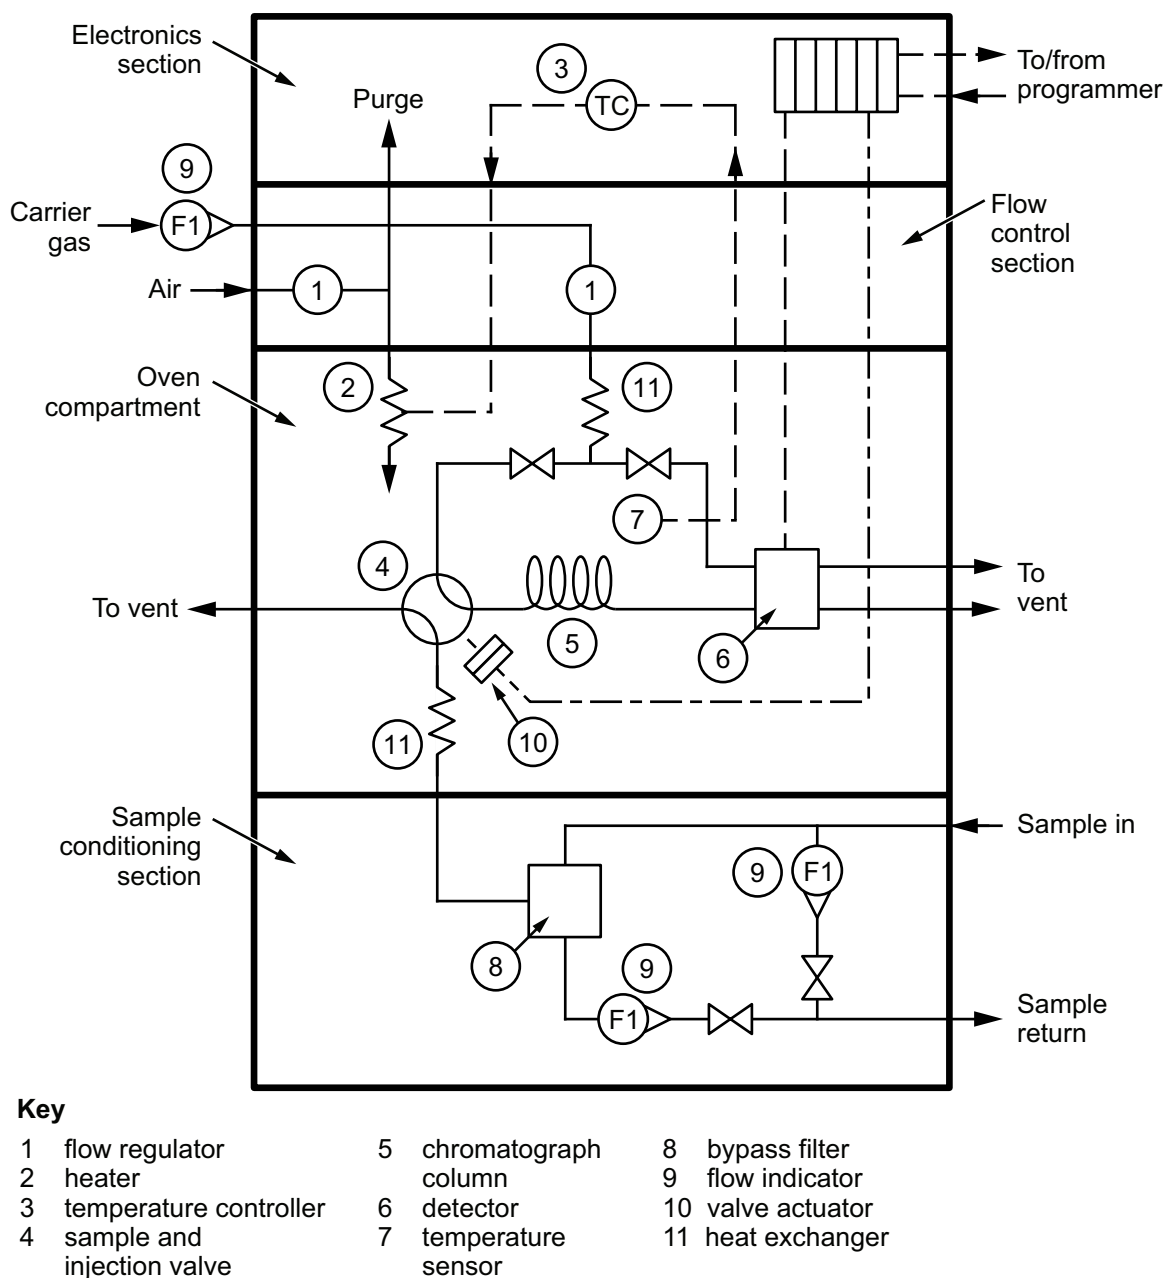 Electronics
section
3
TC
To/from
programmer
Purge
9
Carrier
gas
F1
Flow
control
section
Air
1
1
Oven
compartment
2
11
7
4
To vent
5
6
To
vent
11
10
Sample
conditioning
section
Sample in
9
F1
8
9
F1
Sample
return
Key
1 flow regulator
2 heater
3 temperature controller
4 sample and
injection valve
5 chromatograph
column
6 detector
7 temperature
sensor
8 bypass filter
9 flow indicator
10 valve actuator
11 heat exchanger